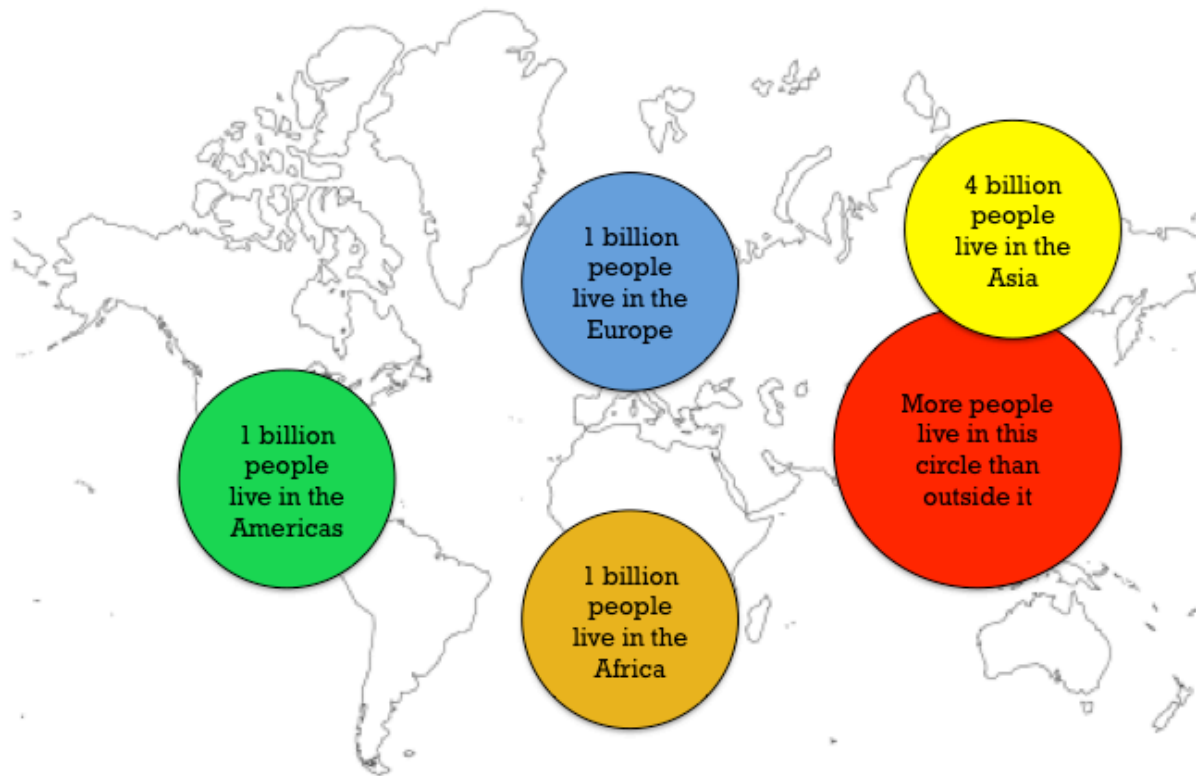 1 billion
people
live in the
Europe
4 billion
people
live in the
Asia
1 billion
people
live in the
Americas
More people
live in this
circle than
outside it
1 billion
people
live in the
Africa